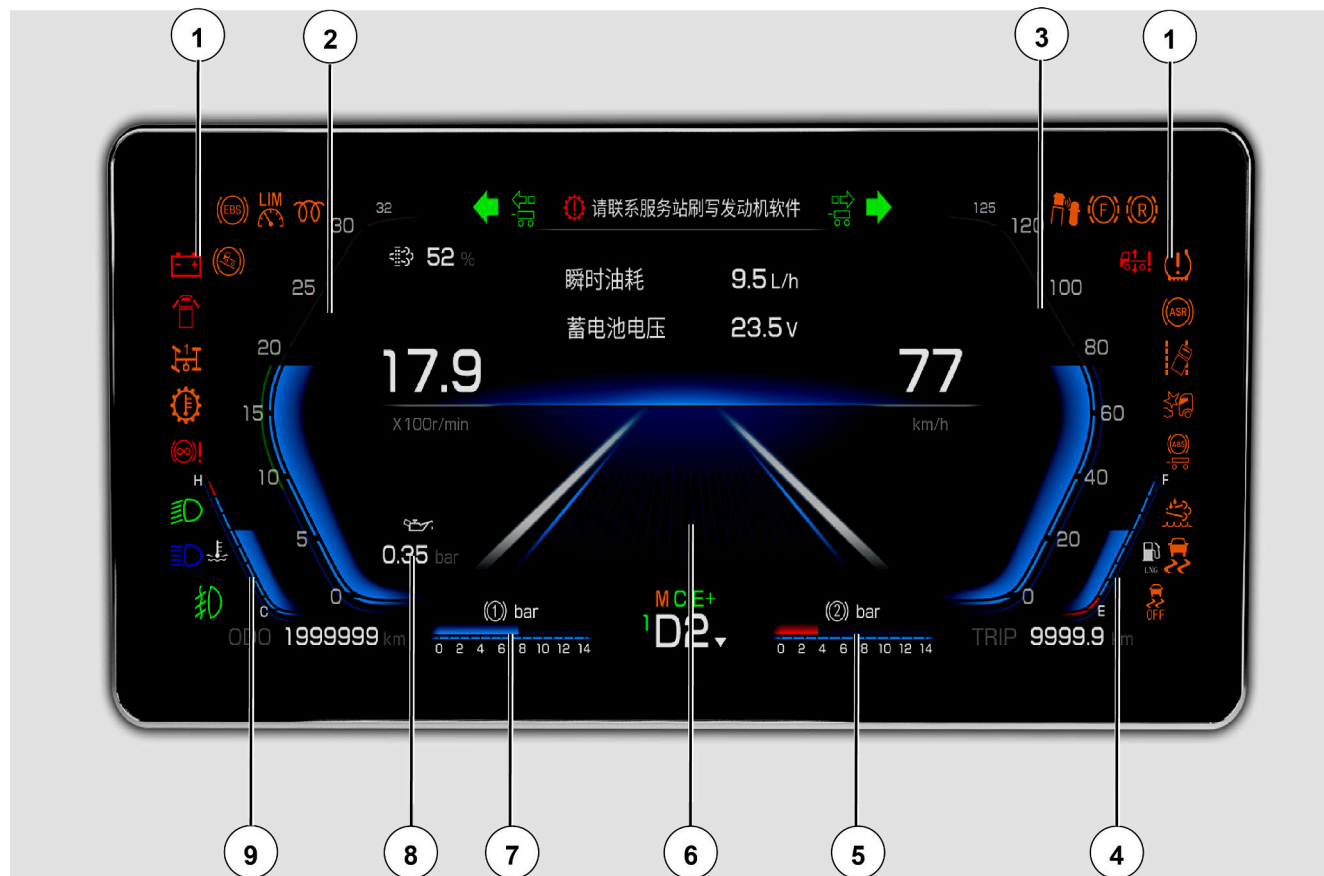 1 2 3 1
EBS LIM 30 32 请联系服务站刷写发动机软件 125 120 F R
52 %
瞬时油耗 9.5 L/h
25 100
蓄电池电压 23.5 V
ASR
20 80
17.9 77
1
15 X100r/min km/h 60
ABS
10 40
H F
5 20
0.35 bar
LNG
C 0 MCE+ 0 E
OFF
(1) bar (2) bar
ODO 1999999 km 1 D2 TRIP 9999.9 km
0 2 4 6 8 10 12 14 0 2 4 6 8 10 12 14
9 8 7 6 5 4